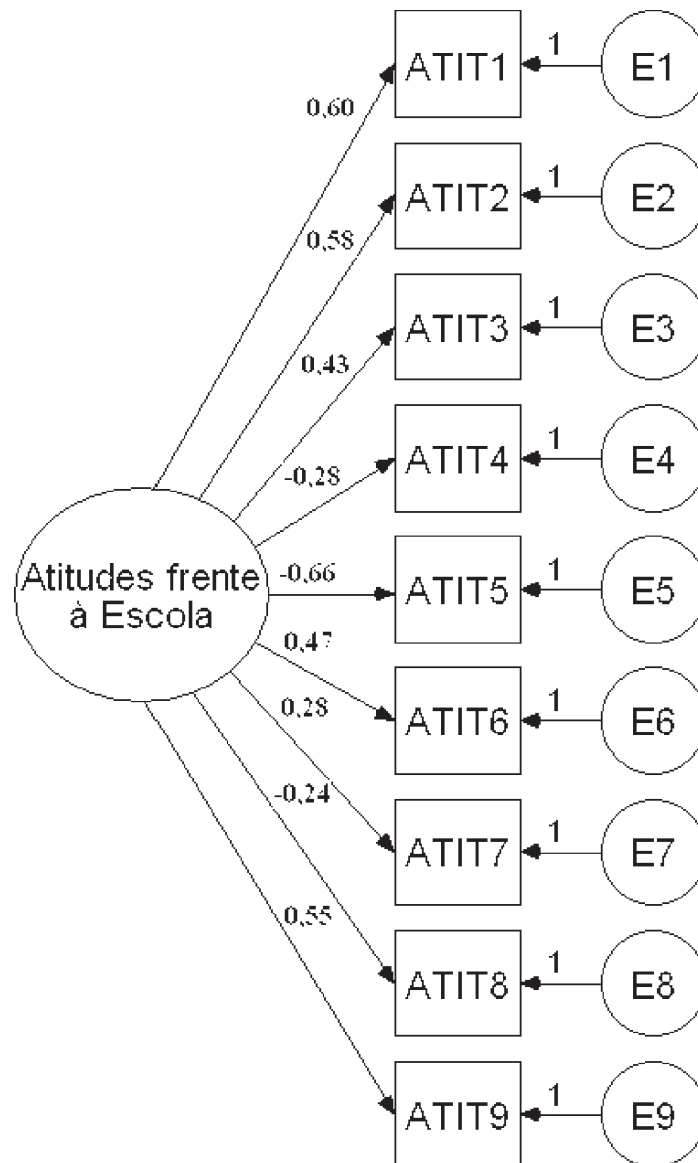 ATIT1
1
E1
0,60
ATIT2
1
E2
0,58
ATIT3
1
E3
0,43
ATIT4
1
E4
-0,28
Atitudes frente
à Escola
-0,66
ATIT5
1
E5
0,47
ATIT6
1
E6
0,28
ATIT7
1
E7
-0,24
ATIT8
1
E8
0,55
ATIT9
1
E9